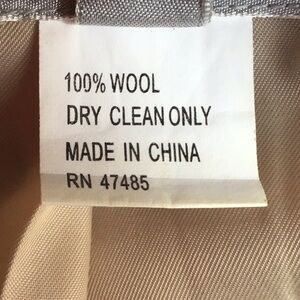 100% WOOL
DRY CLEAN ONLY
MADE IN CHINA
RN 47485